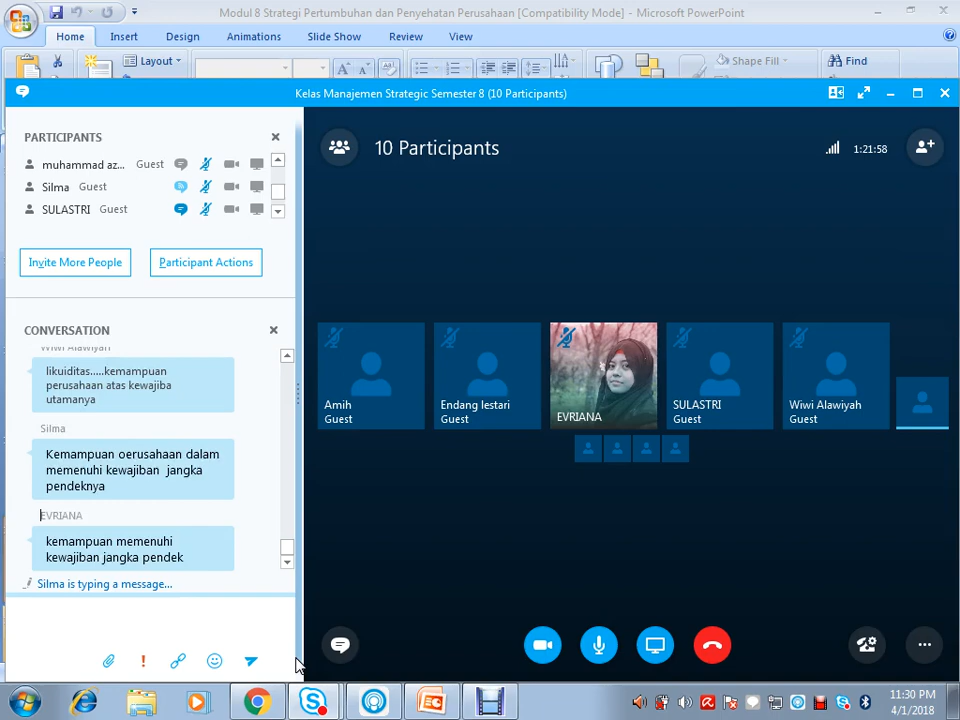 Modul 8 Strategi Pertumbuhan dan Penyehatan Perusahaan [Compatibility Mode] - Microsoft PowerPoint
Home Insert Design Animations Slide Show Review View
Layout Shape Fill Find
Kelas Manajemen Strategic Semester 8 (10 Participants)
PARTICIPANTS
muhammad az... Guest
Silma Guest
SULASTRI Guest
Invite More People Participant Actions
CONVERSATION
Wiwi Alawiyah
likuiditas.....kemampuan
perusahaan atas kewajiba
utamanya
Silma
Kemampuan oerusahaan dalam
memenuhi kewajiban jangka
pendeknya
EVRIANA
kemampuan memenuhi
kewajiban jangka pendek
Silma is typing a message...
10 Participants
1:21:58
Amih
Guest
Endang lestari
Guest
EVRIANA
SULASTRI
Guest
Wiwi Alawiyah
Guest
11:30 PM
4/1/2018